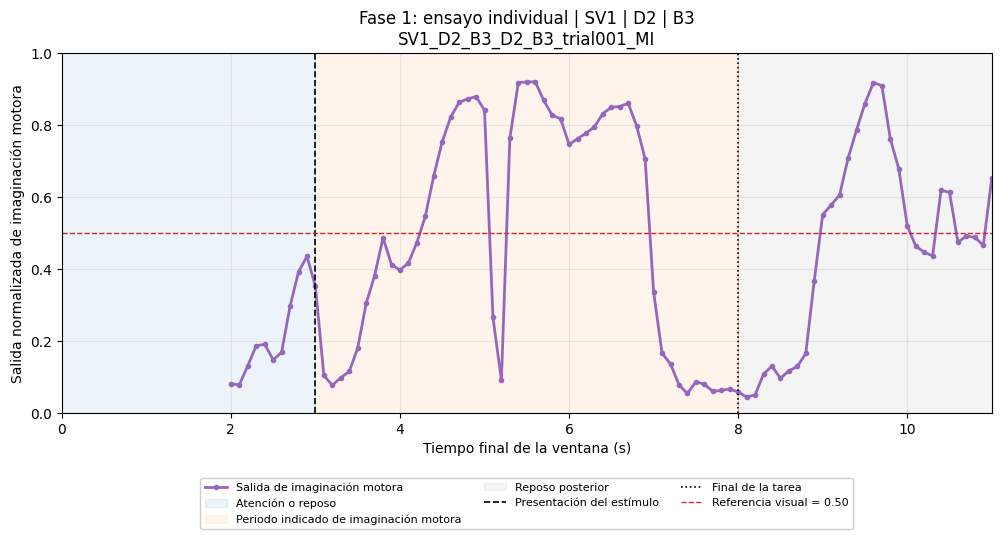 Fase 1: ensayo individual | SV1 | D2 | B3
SV1_D2_B3_D2_B3_trial001_MI
Salida normalizada de imaginación motora
1.0
0.8
0.6
0.4
0.2
0.0
0
2
4
6
8
10
Tiempo final de la ventana (s)
Salida de imaginación motora
Atención o reposo
Periodo indicado de imaginación motora
Reposo posterior
Presentación del estímulo
Final de la tarea
Referencia visual = 0.50